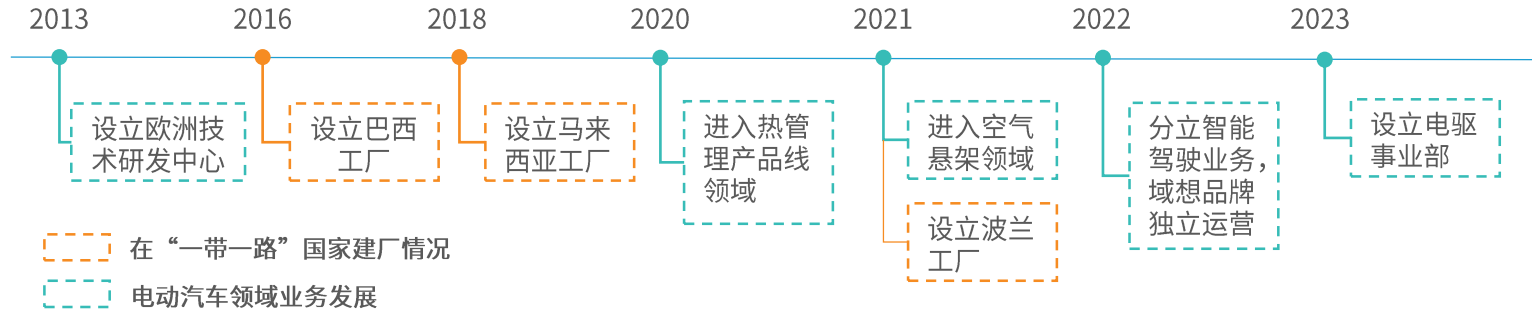 2013
2016
2018
2020
2021
2022
2023
设立欧洲技
术研发中心
设立巴西
工厂
设立马来
西亚工厂
进入热管
理产品线
领域
进入空气
悬架领域
设立波兰
工厂
分立智能
驾驶业务，
域想品牌
独立运营
设立电驱
事业部
在“一带一路”国家建厂情况
电动汽车领域业务发展